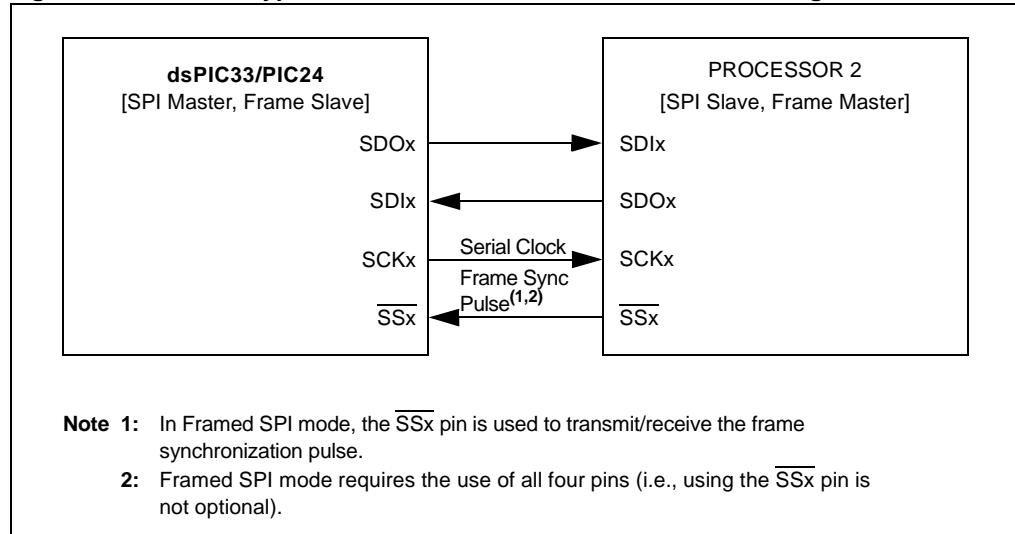 dsPIC33/PIC24
[SPI Master, Frame Slave]
PROCESSOR 2
[SPI Slave, Frame Master]
SDOx
SDIx
SDIx
SDOx
SCKx
Serial Clock
SCKx
Frame Sync
Pulse(1,2)
SSx
SSx
Note 1: In Framed SPI mode, the SSx pin is used to transmit/receive the frame
synchronization pulse.
2: Framed SPI mode requires the use of all four pins (i.e., using the SSx pin is
not optional).